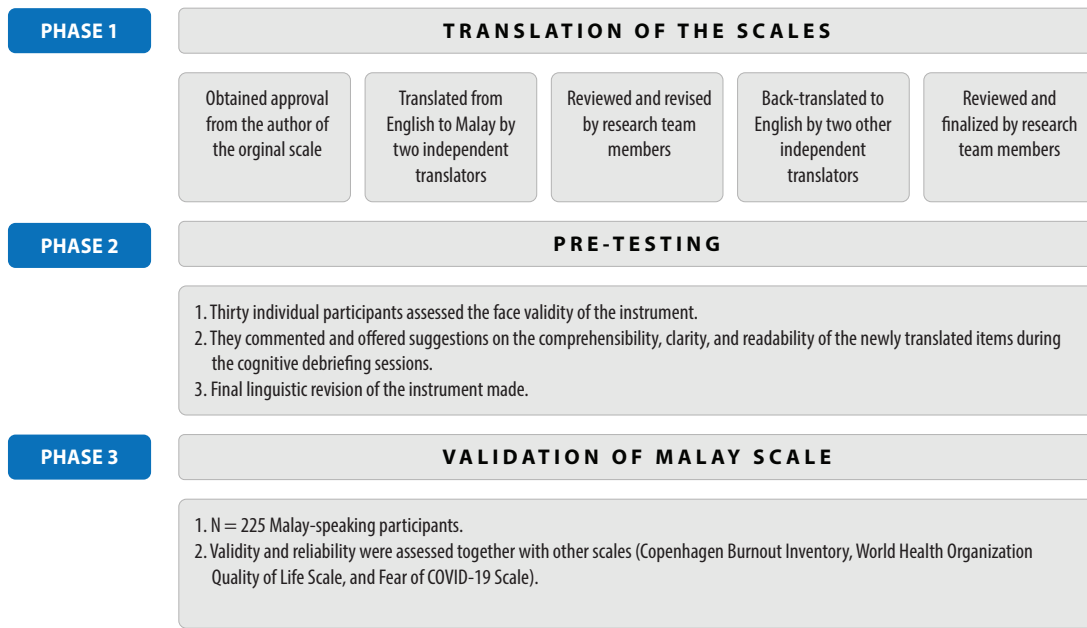 PHASE 1
TRANSLATION OF THE SCALES
Obtained approval
from the author of
the orginal scale
Translated from
English to Malay by
two independent
translators
Reviewed and revised
by research team
members
Back-translated to
English by two other
independent
translators
Reviewed and
finalized by research
team members
PHASE 2
PRE-TESTING
1. Thirty individual participants assessed the face validity of the instrument.
2. They commented and offered suggestions on the comprehensibility, clarity, and readability of the newly translated items during
the cognitive debriefing sessions.
3. Final linguistic revision of the instrument made.
PHASE 3
VALIDATION OF MALAY SCALE
1. N = 225 Malay-speaking participants.
2. Validity and reliability were assessed together with other scales (Copenhagen Burnout Inventory, World Health Organization
Quality of Life Scale, and Fear of COVID-19 Scale).